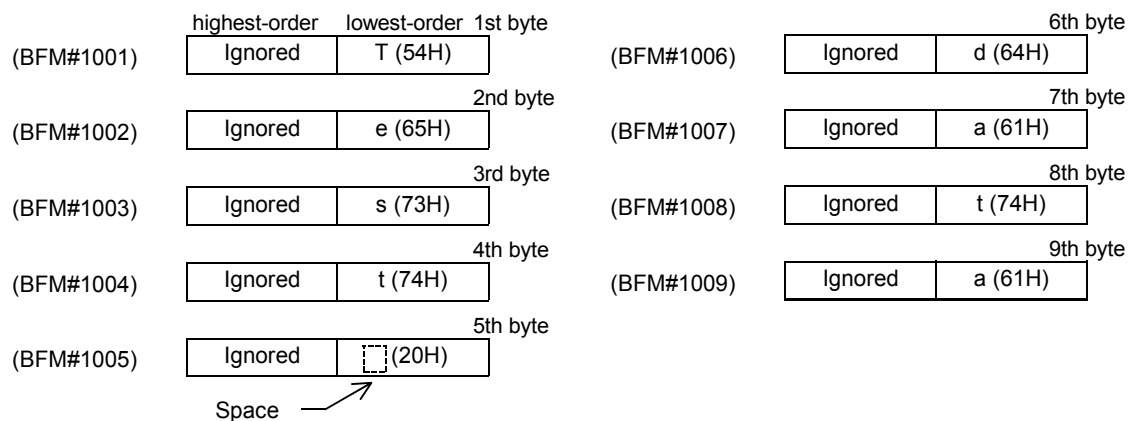 highest-order lowest-order 1st byte
(BFM#1001) Ignored T (54H)
2nd byte
(BFM#1002) Ignored e (65H)
3rd byte
(BFM#1003) Ignored s (73H)
4th byte
(BFM#1004) Ignored t (74H)
5th byte
(BFM#1005) Ignored (20H)
Space
6th byte
(BFM#1006) Ignored d (64H)
7th byte
(BFM#1007) Ignored a (61H)
8th byte
(BFM#1008) Ignored t (74H)
9th byte
(BFM#1009) Ignored a (61H)